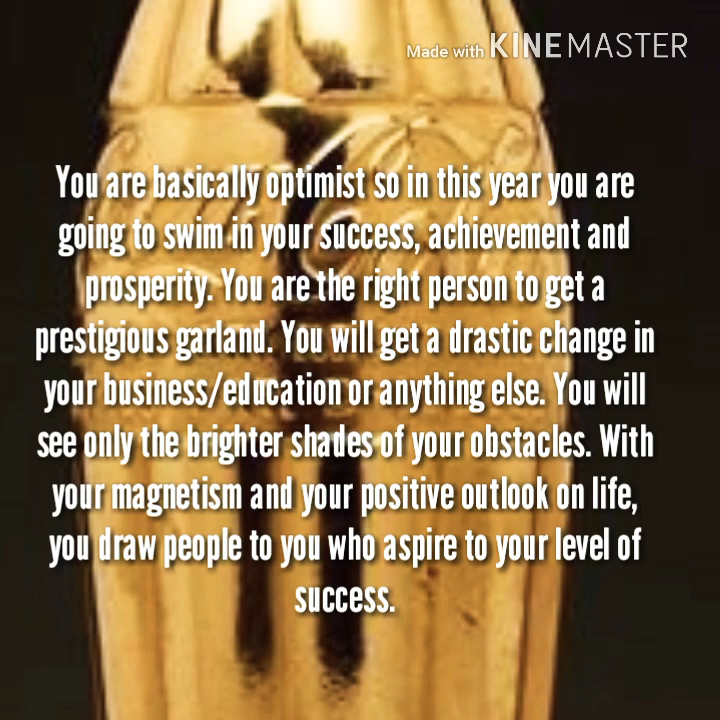 Made with KINEMASTER
You are basically optimist so in this year you are
going to swim in your success, achievement and
prosperity. You are the right person to get a
prestigious garland. You will get a drastic change in
your business/education or anything else. You will
see only the brighter shades of your obstacles. With
your magnetism and your positive outlook on life,
you draw people to you who aspire to your level of
success.